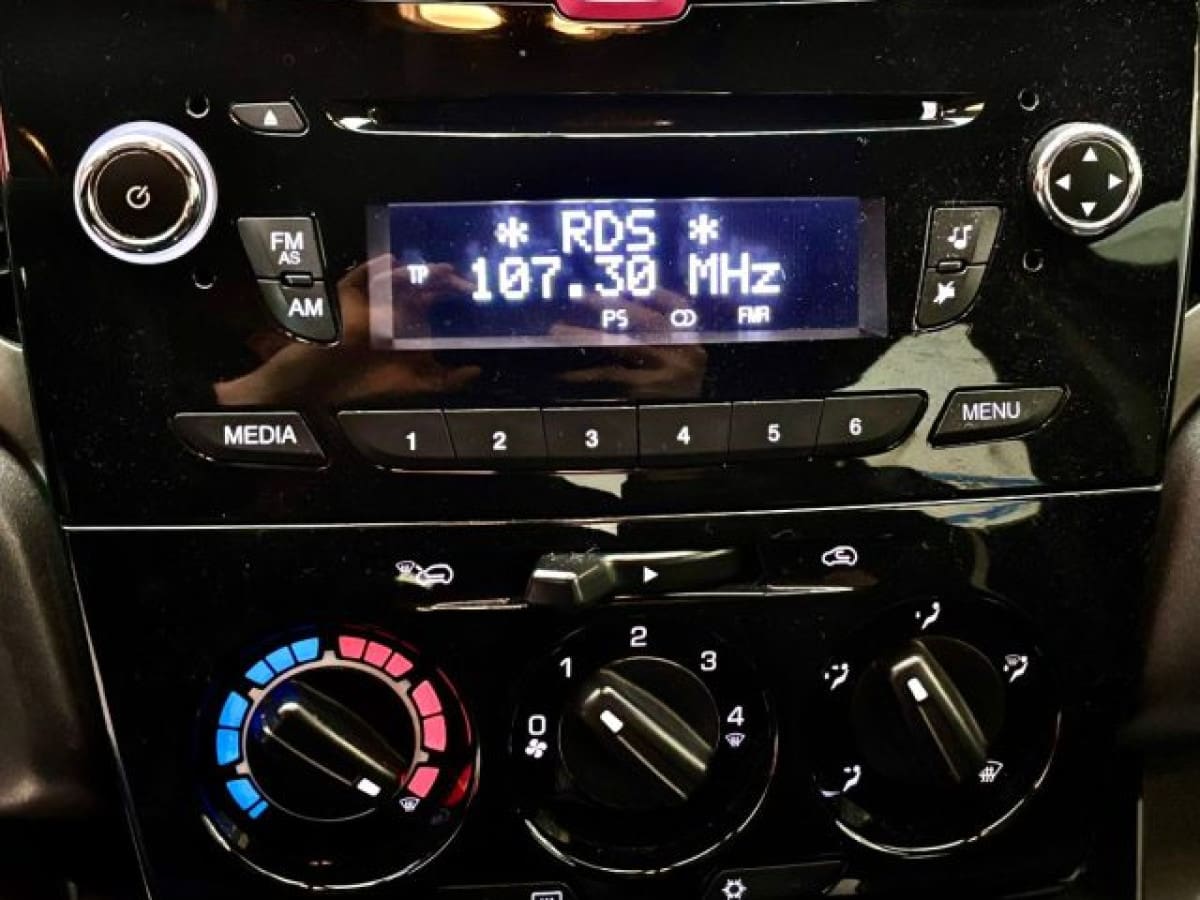 * RDS *
FM
AS
TP 107.30 MHz
AM
PS FMR
MEDIA 1 2 3 4 5 6 MENU
2
1 3
0 4